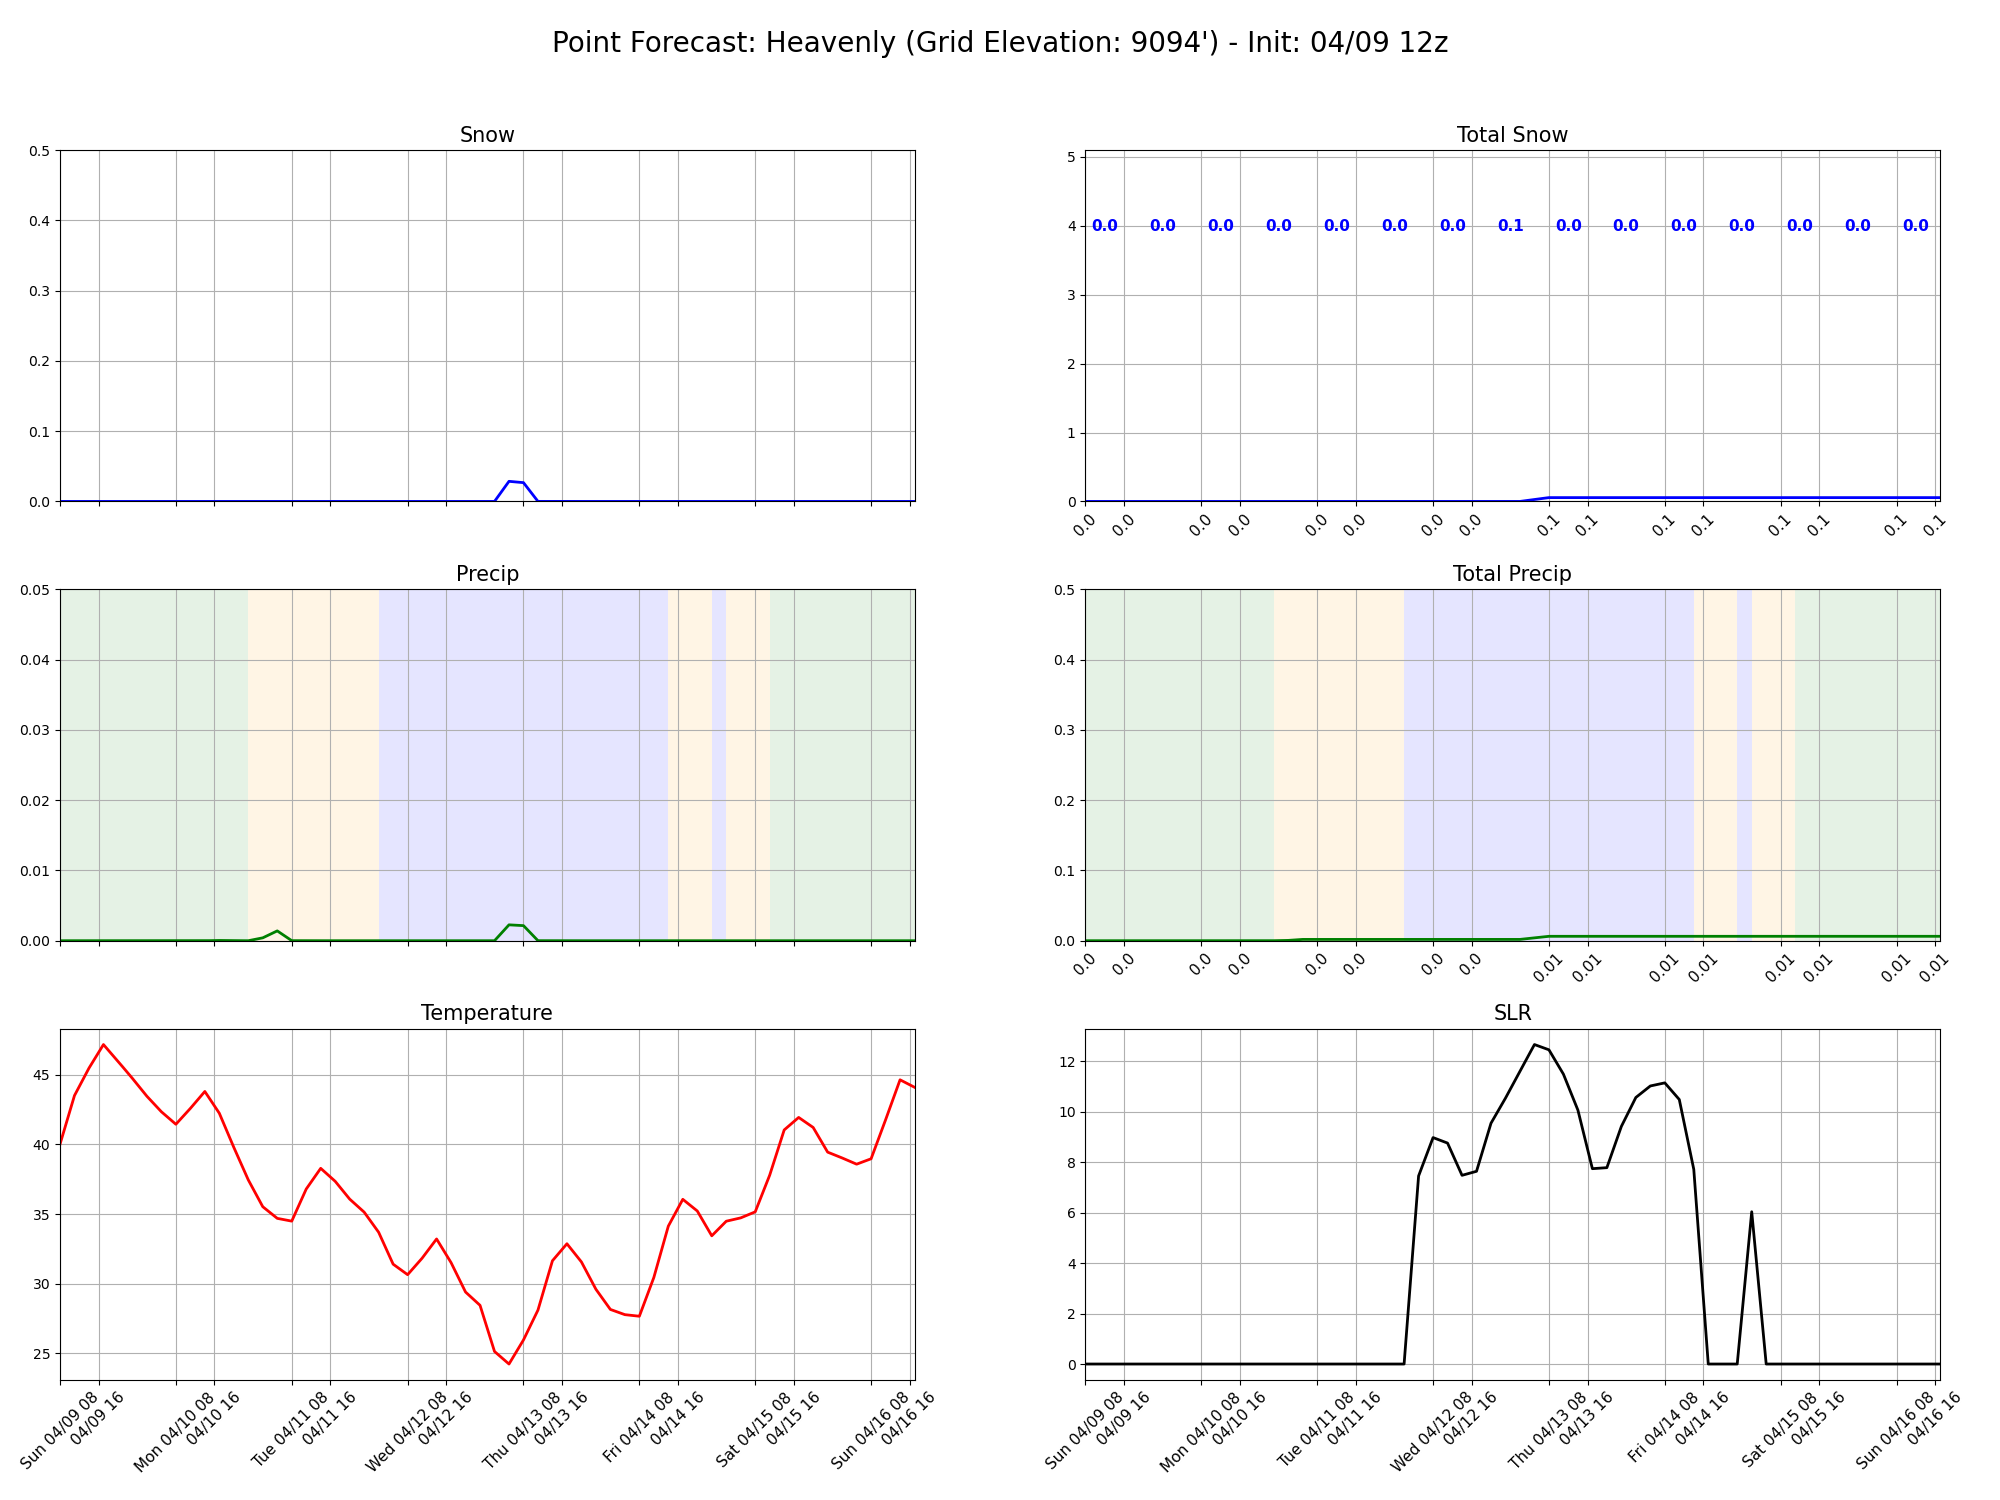 Point Forecast: Heavenly (Grid Elevation: 9094') - Init: 04/09 12z
Snow
0.5
0.4
0.3
0.2
0.1
0.0
Total Snow
5
4
3
2
1
0
0.0 0.0 0.0 0.0 0.0 0.0 0.0 0.1 0.0 0.0 0.0 0.0 0.0 0.0 0.0
0.0 0.0 0.0 0.0 0.0 0.0 0.0 0.0 0.1 0.1 0.1 0.1 0.1 0.1 0.1 0.1
Precip
0.05
0.04
0.03
0.02
0.01
0.00
Total Precip
0.5
0.4
0.3
0.2
0.1
0.0
0.0 0.0 0.0 0.0 0.0 0.0 0.0 0.0 0.01 0.01 0.01 0.01 0.01 0.01 0.01 0.01
Temperature
45
40
35
30
25
Sun 04/09 08
04/09 16
Mon 04/10 08
04/10 16
Tue 04/11 08
04/11 16
Wed 04/12 08
04/12 16
Thu 04/13 08
04/13 16
Fri 04/14 08
04/14 16
Sat 04/15 08
04/15 16
Sun 04/16 08
04/16 16
SLR
12
10
8
6
4
2
0
Sun 04/09 08
04/09 16
Mon 04/10 08
04/10 16
Tue 04/11 08
04/11 16
Wed 04/12 08
04/12 16
Thu 04/13 08
04/13 16
Fri 04/14 08
04/14 16
Sat 04/15 08
04/15 16
Sun 04/16 08
04/16 16